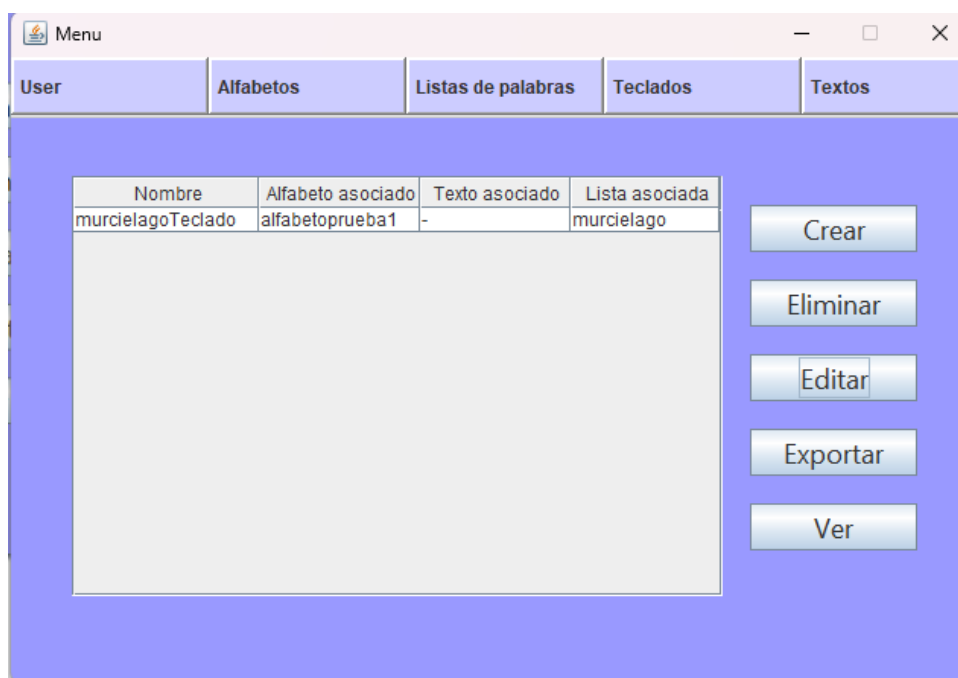 Menu
User Alfabetos Listas de palabras Teclados Textos
Nombre Alfabeto asociado Texto asociado Lista asociada
murcielagoTeclado alfabetoprueba1 - murcielago
Crear
Eliminar
Editar
Exportar
Ver